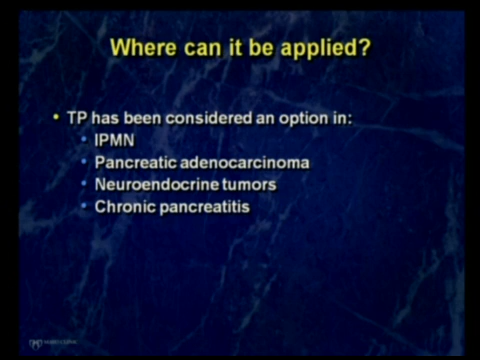 Where can it be applied?
• TP has been considered an option in:
• IPMN
• Pancreatic adenocarcinoma
• Neuroendocrine tumors
• Chronic pancreatitis